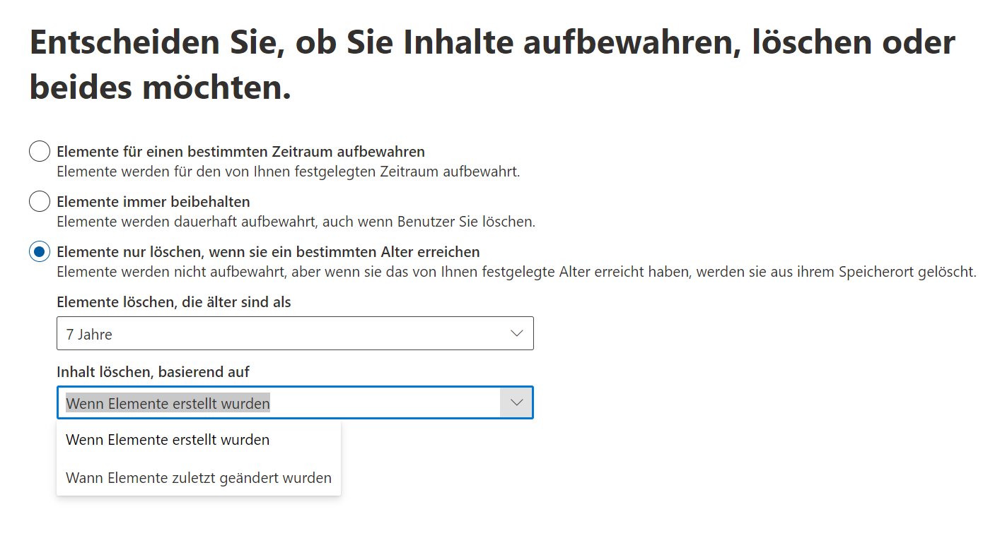 Entscheiden Sie, ob Sie Inhalte aufbewahren, löschen oder
beides möchten.
Elemente für einen bestimmten Zeitraum aufbewahren
Elemente werden für den von Ihnen festgelegten Zeitraum aufbewahrt.
Elemente immer beibehalten
Elemente werden dauerhaft aufbewahrt, auch wenn Benutzer Sie löschen.
Elemente nur löschen, wenn sie ein bestimmten Alter erreichen
Elemente werden nicht aufbewahrt, aber wenn sie das von Ihnen festgelegte Alter erreicht haben, werden sie aus ihrem Speicherort gelöscht.
Elemente löschen, die älter sind als
7 Jahre
Inhalt löschen, basierend auf
Wenn Elemente erstellt wurden
Wenn Elemente erstellt wurden
Wann Elemente zuletzt geändert wurden